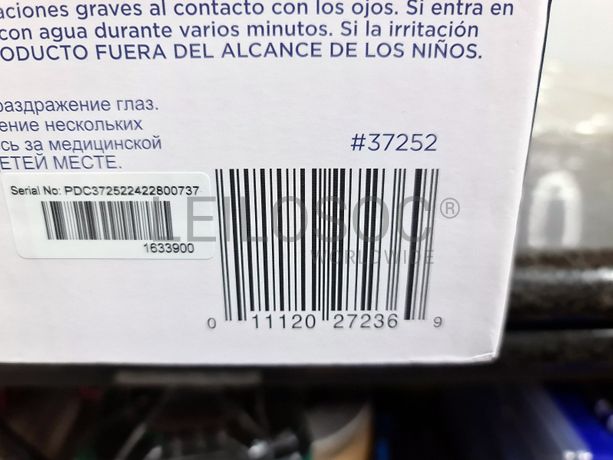 aciones graves al contacto con los ojos. Si entra en
con agua durante varios minutos. Si la irritación
ODUCTO FUERA DEL ALCANCE DE LOS NIÑOS.
раздражение глаз.
ение нескольких
сь за медицинской
ЕТЕЙ МЕСТЕ.
#37252
Serial No: PDC372522422800737
1633900
LEILOSOC®
WORLDWIDE
0 11120 27236 9